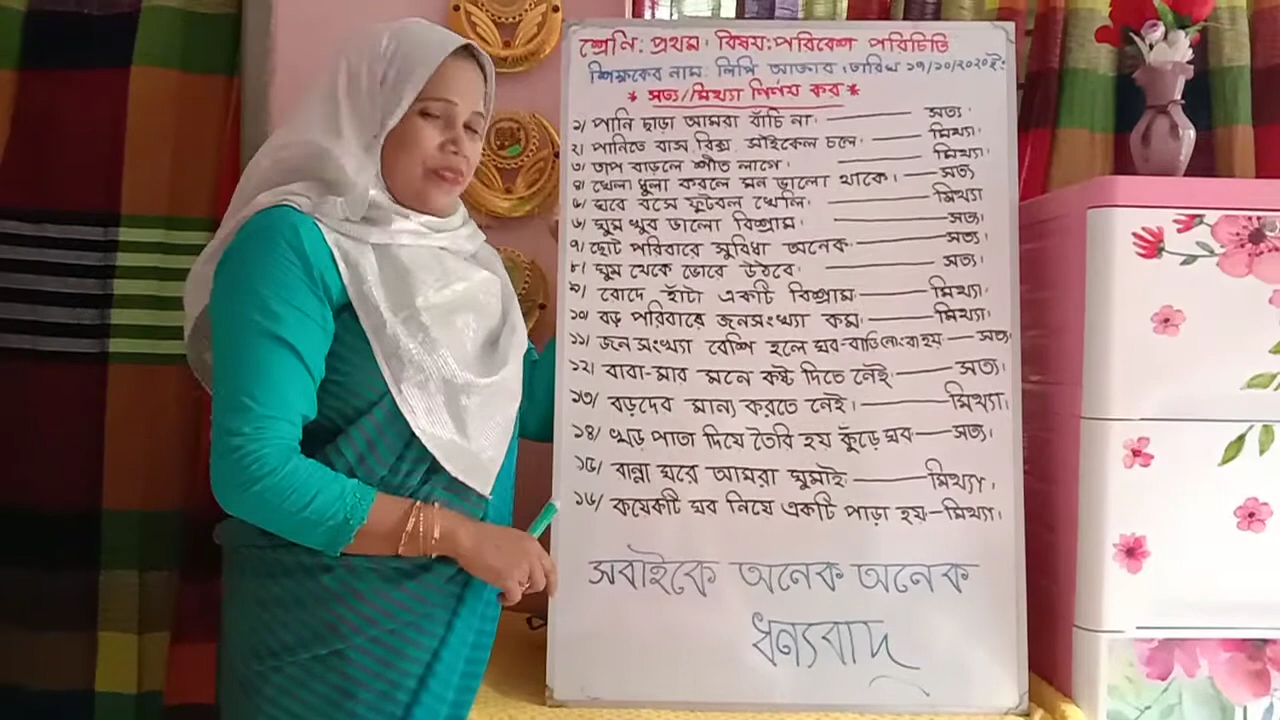 শ্রেণি: প্রথম। বিষয়: পরিবেশ পরিচিতি
শিক্ষকের নাম: লিপি আক্তার, তারিখ ১৭/১০/২০২০ইং
* সত্য/মিথ্যা নির্ণয় কর *
১/ পানি ছাড়া আমরা বাঁচি না। — সত্য।
২। পানিতে বাস, রিক্স, সাইকেল চলে। — মিথ্যা।
৩/ তাপ বাড়লে শীত লাগে। — মিথ্যা।
৪/ খেলা ধুলা করলে মন ভালো থাকে। — সত্য
৫/ ঘরে বসে ফুটবল খেলি। — মিথ্যা
৬/ ঘুম খুব ভালো বিশ্রাম। — সত্য।
৭/ ছোট পরিবারে সুবিধা অনেক। — সত্য।
৮। ঘুম থেকে ভোরে উঠবে। — সত্য।
৯/ রোদে হাঁটা একটি বিশ্রাম। — মিথ্যা।
১০/ বড় পরিবারে জনসংখ্যা কম। — মিথ্যা।
১১/ জনসংখ্যা বেশি হলে ঘর-বাড়ি — সত্য।
১২। বাবা-মার মনে কষ্ট দিতে নেই। — সত্য।
১৩/ বড়দের মান্য করতে নেই। — মিথ্যা।
১৪/ খড় পাতা দিয়ে তৈরি হয় কুঁড়ে ঘর — সত্য।
১৫/ রান্না ঘরে আমরা ঘুমাই — মিথ্যা।
১৬/ কয়েকটি ঘর নিয়ে একটি পাড়া হয় – মিথ্যা।
সবাইকে অনেক অনেক
ধন্যবাদ